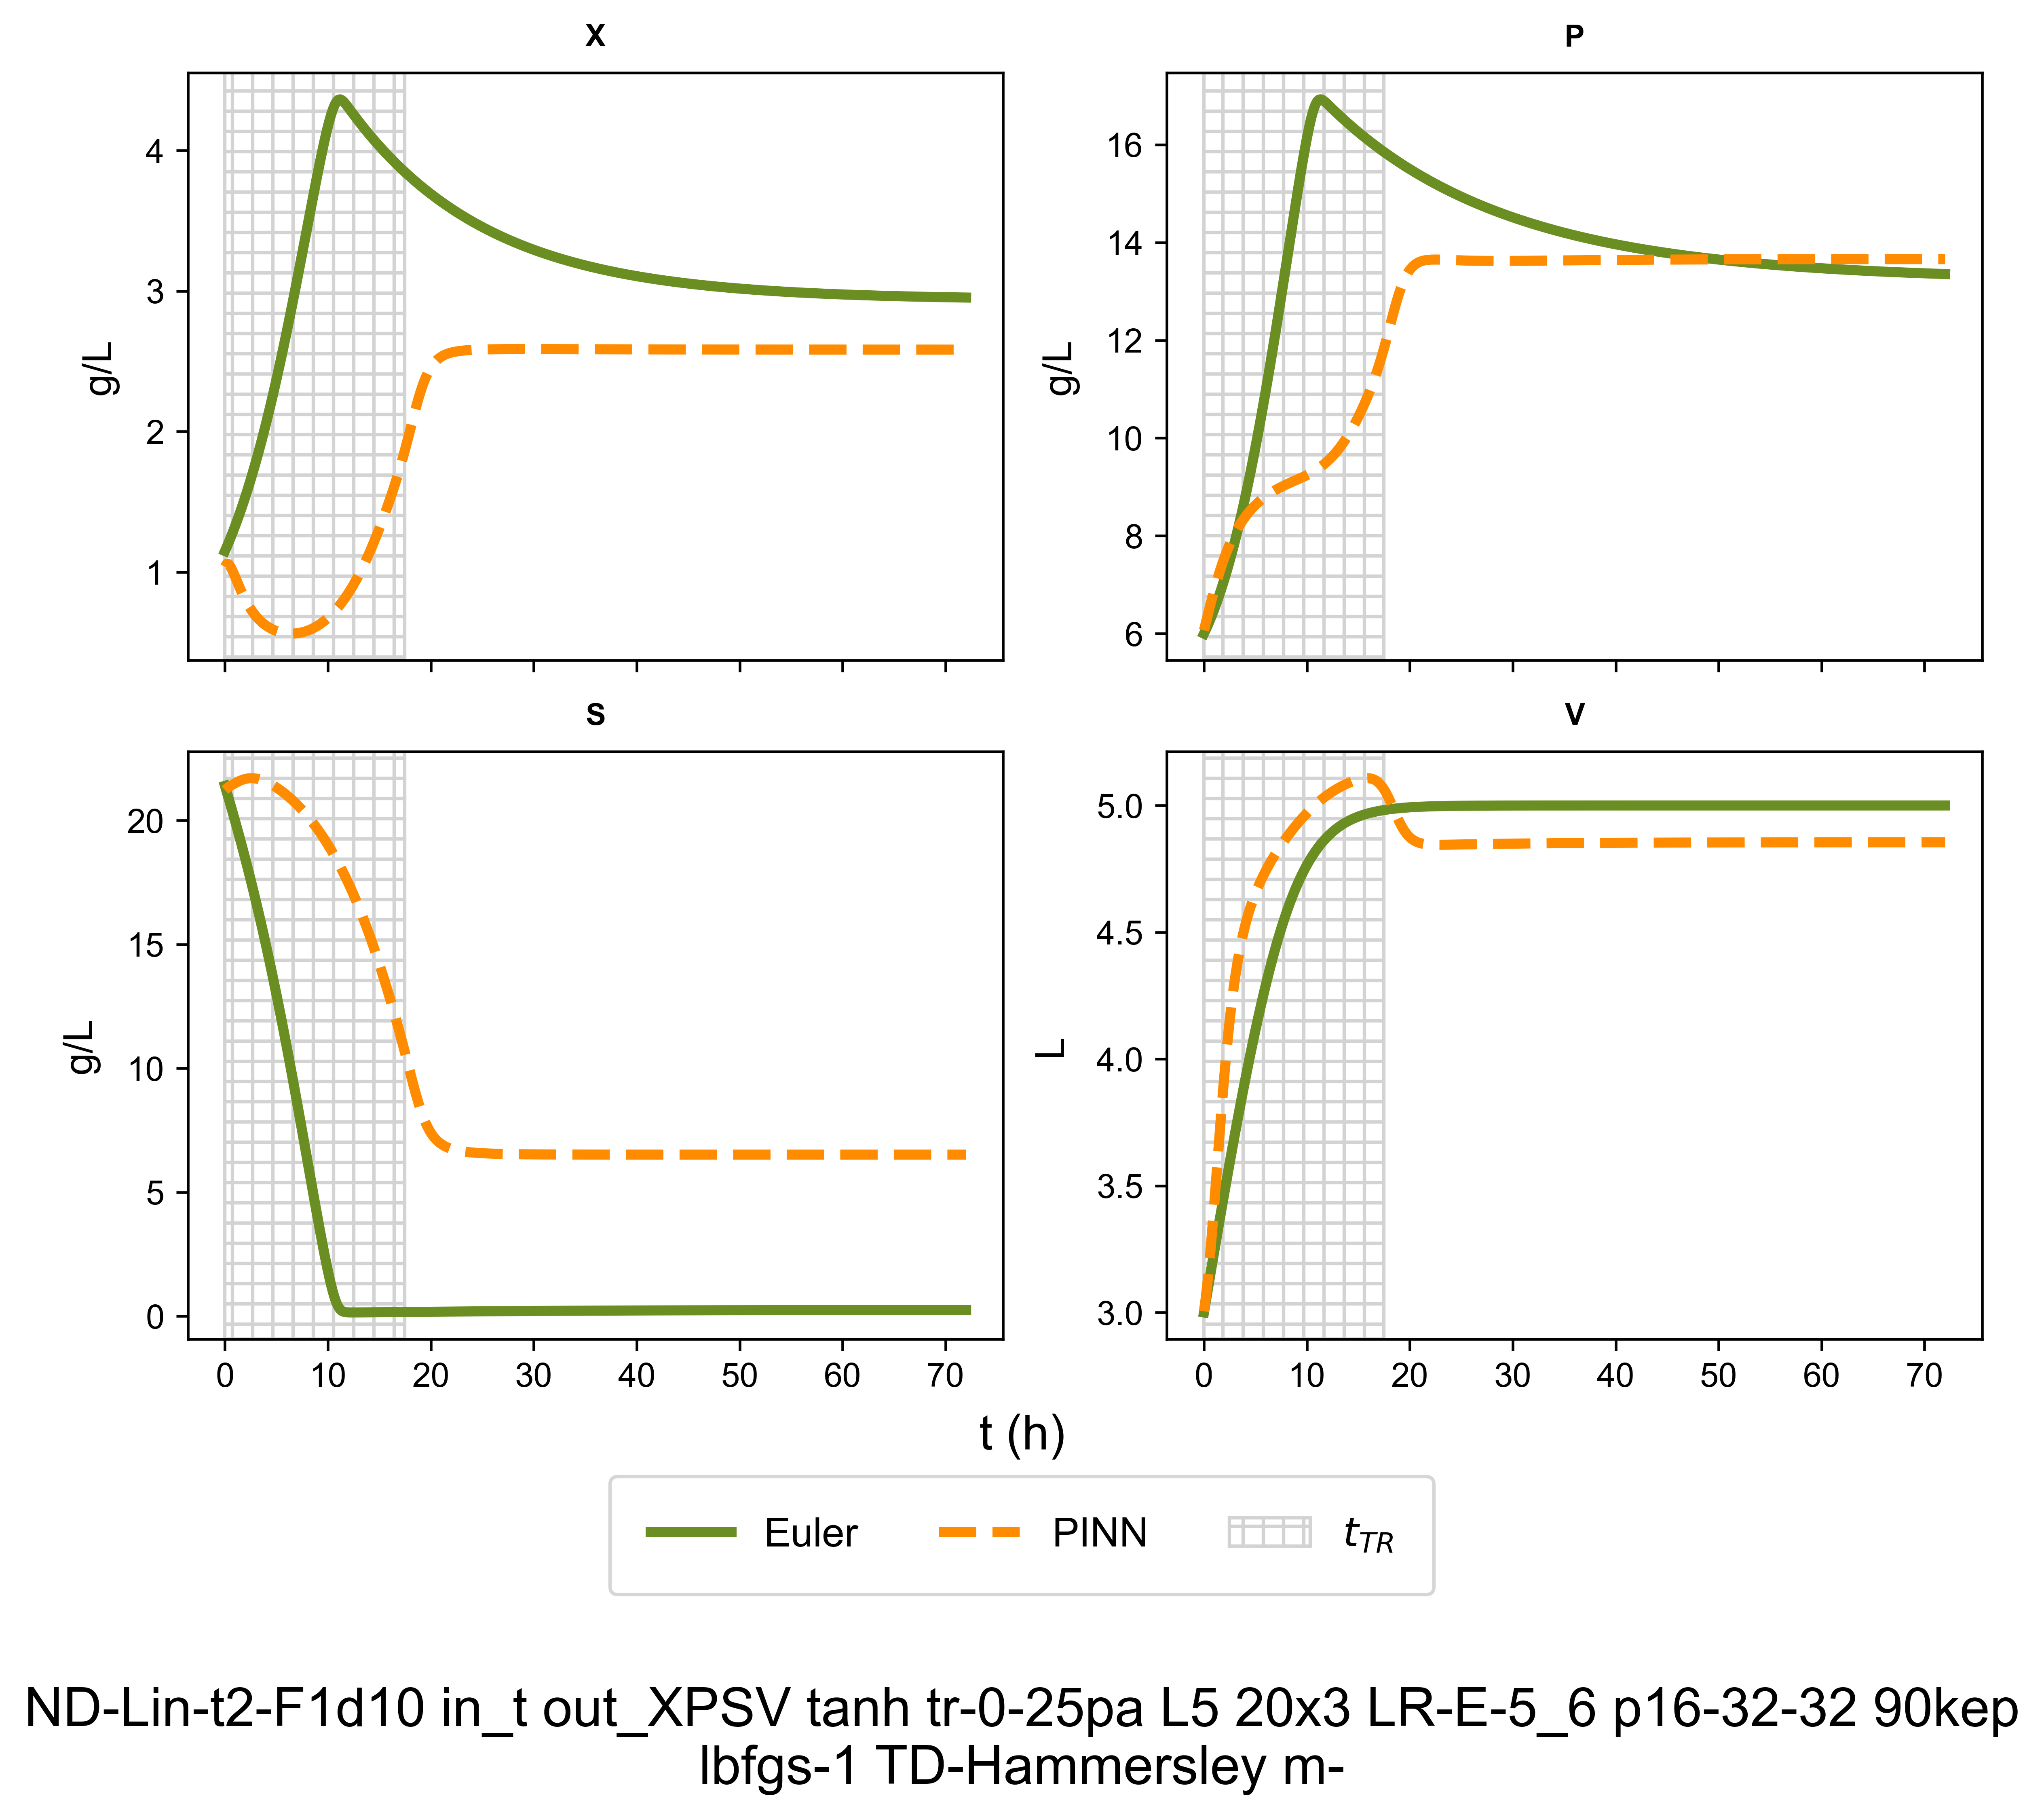 X
P
4
3
2
1
g/L
16
14
12
10
8
6
g/L
S
V
20
15
10
5
0
g/L
5.0
4.5
4.0
3.5
3.0
L
0 10 20 30 40 50 60 70
0 10 20 30 40 50 60 70
t (h)
Euler PINN t_TR
ND-Lin-t2-F1d10 in_t out_XPSV tanh tr-0-25pa L5 20x3 LR-E-5_6 p16-32-32 90kep
lbfgs-1 TD-Hammersley m-